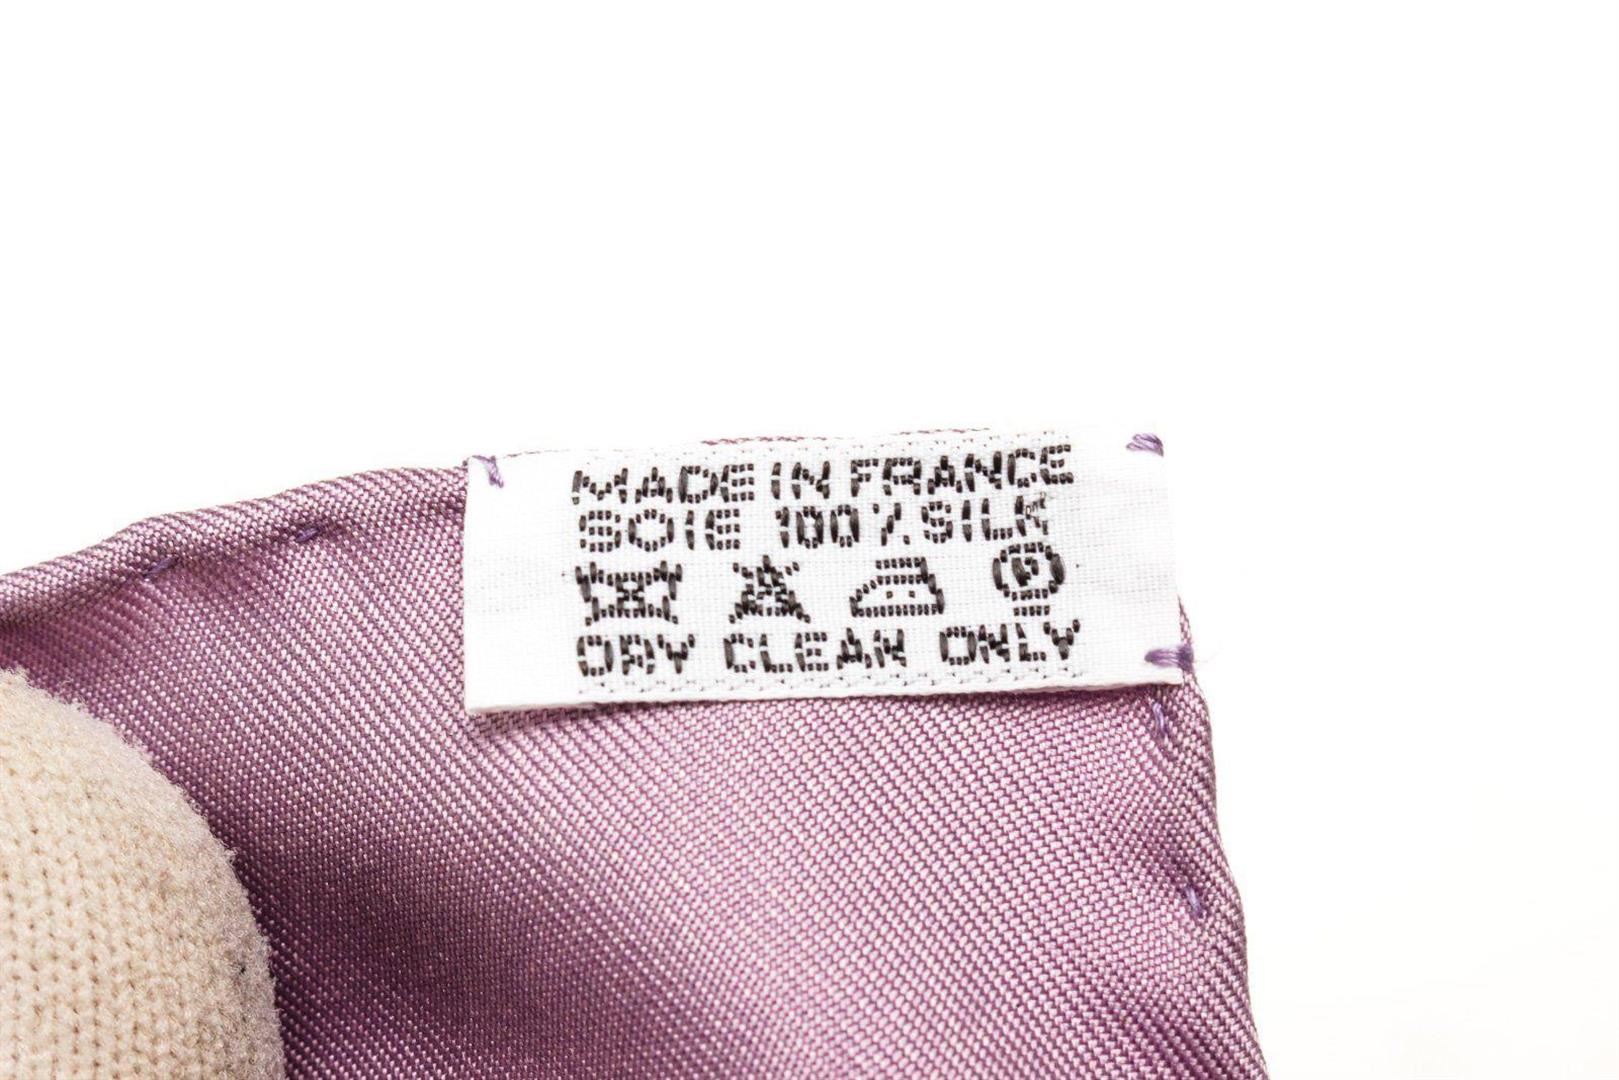 MADE IN FRANCE
SOIE 100% SILK
P
DRY CLEAN ONLY